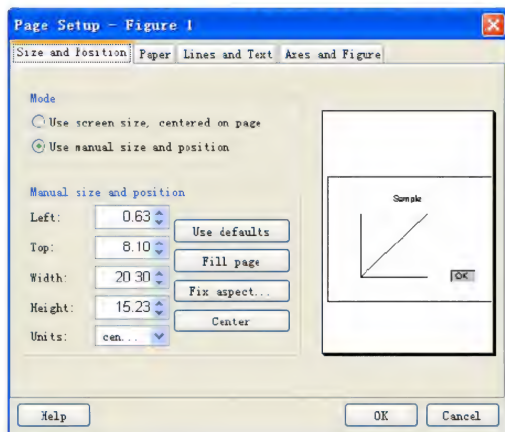 Page Setup - Figure 1
Size and Position Paper Lines and Text Axes and Figure
Mode
Use screen size, centered on page
Use manual size and position
Manual size and position
Left: 0.63
Top: 8.10
Width: 20.30
Height: 15.23
Units: cen...
Use defaults
Fill page
Fix aspect...
Center
Sample
OK
Help OK Cancel